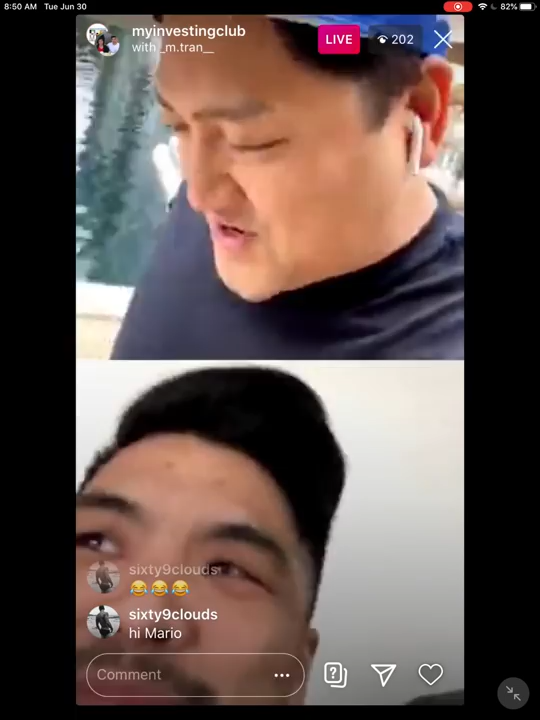 8:50 AM Tue Jun 30
82%
myinvestingclub
with _m.tran__
LIVE
202
sixty9clouds
😂😂😂
sixty9clouds
hi Mario
Comment